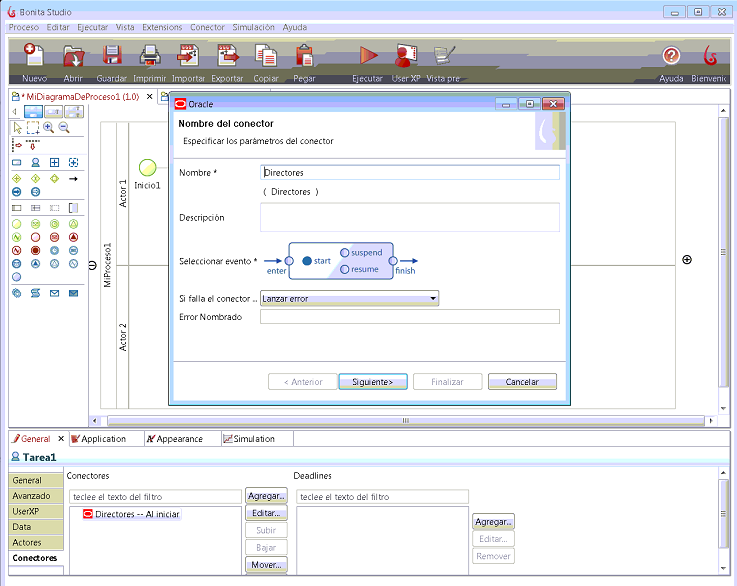 Bonita Studio
Proceso Editar Ejecutar Vista Extensions Conector Simulación Ayuda
Nuevo Abrir Guardar Imprimir Importar Exportar Copiar Pegar Ejecutar User XP Vista pre Ayuda Bienveni
* MiDiagramaDeProceso1 (1.0)
Oracle
Nombre del conector
Especificar los parámetros del conector
Nombre * Directores
( Directores )
Descripción
Seleccionar evento * enter start suspend resume finish
Si falla el conector .. Lanzar error
Error Nombrado
< Anterior Siguiente> Finalizar Cancelar
Inicio1
Actor 1
MiProceso1
Actor 2
General Application Appearance Simulation
Tarea1
General
Avanzado
UserXP
Data
Actores
Conectores
Conectores
teclee el texto del filtro
Directores -- Al iniciar
Agregar...
Editar...
Subir
Bajar
Mover...
Deadlines
teclee el texto del filtro
Agregar...
Editar...
Remover